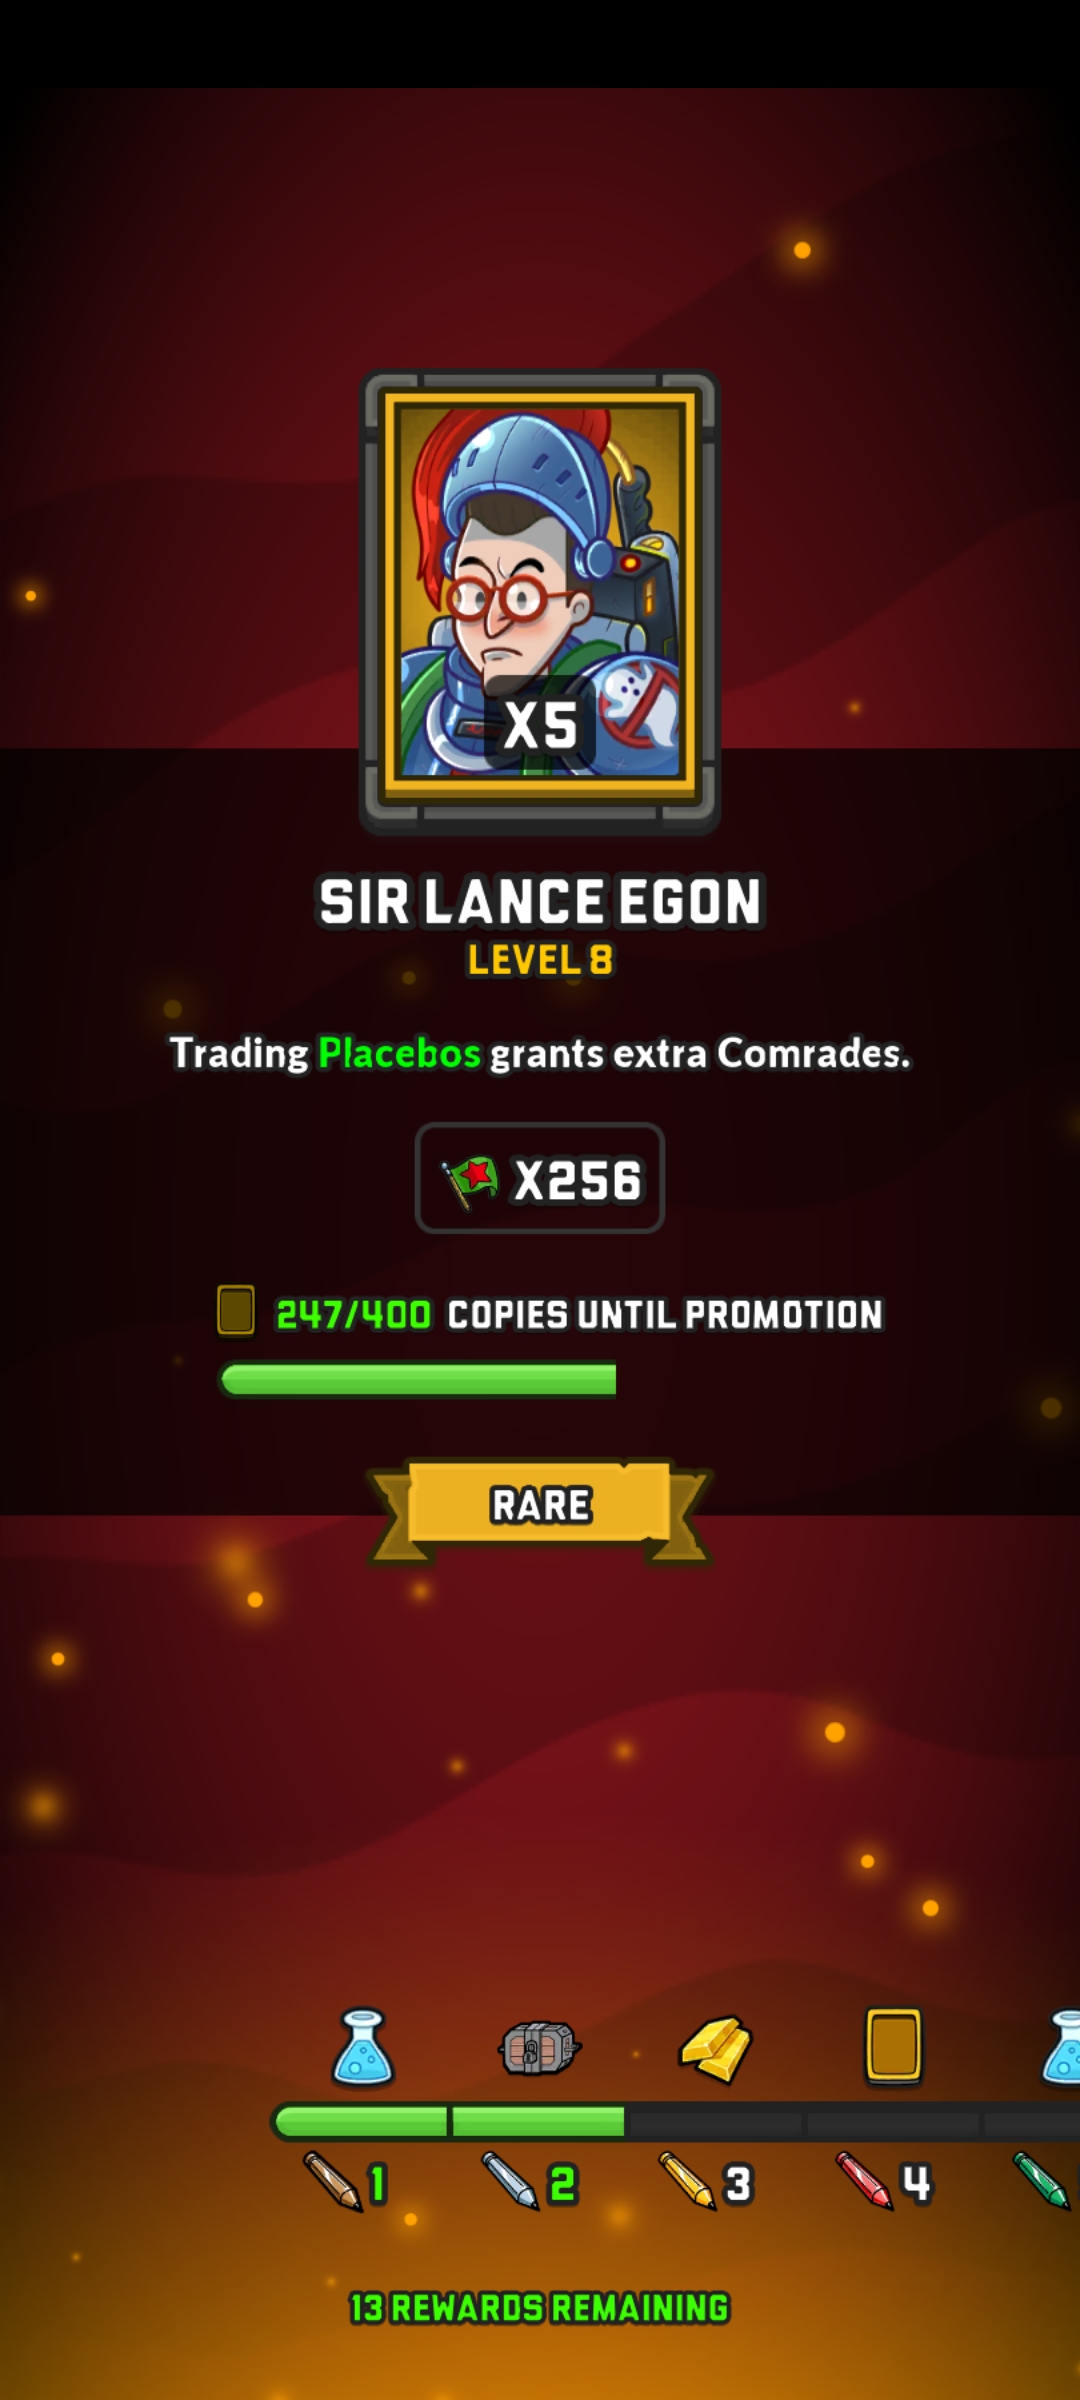 X5
SIR LANCE EGON
LEVEL 8
Trading Placebos grants extra Comrades.
X256
247/400 COPIES UNTIL PROMOTION
RARE
1 2 3 4
13 REWARDS REMAINING